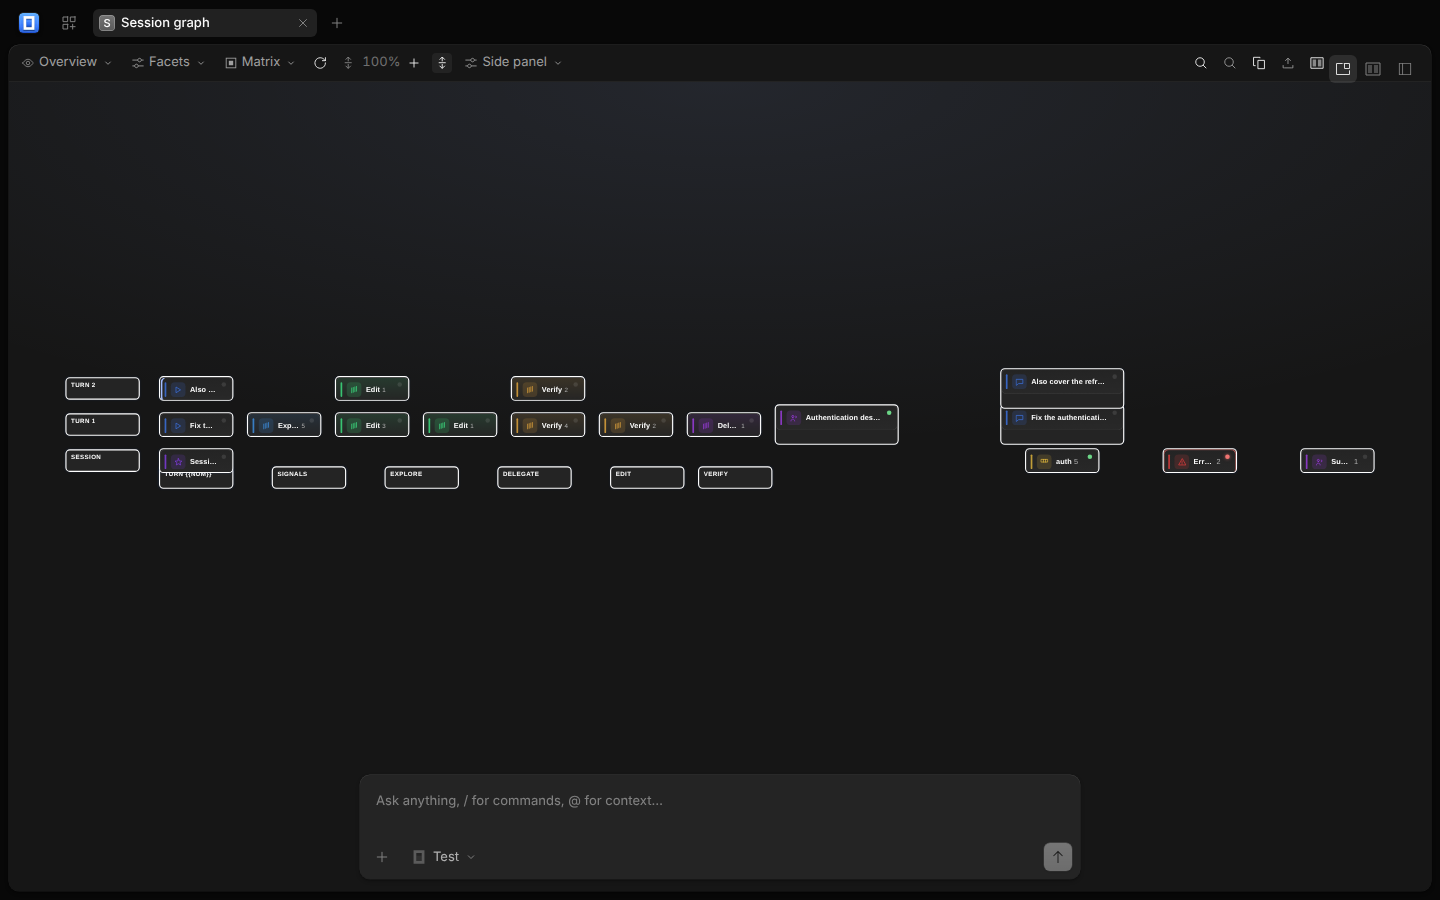 S Session graph
Overview Facets Matrix 100% Side panel
TURN 2 Also ... Edit 1 Verify 2 Also cover the refr...
TURN 1 Fix t... Exp... 5 Edit 3 Edit 1 Verify 4 Verify 2 Del... 1 Authentication des... Fix the authenticati...
SESSION Sessi... auth 5 Err... 2 Su... 1
TURN {{NUM}} SIGNALS EXPLORE DELEGATE EDIT VERIFY
Ask anything, / for commands, @ for context...
Test